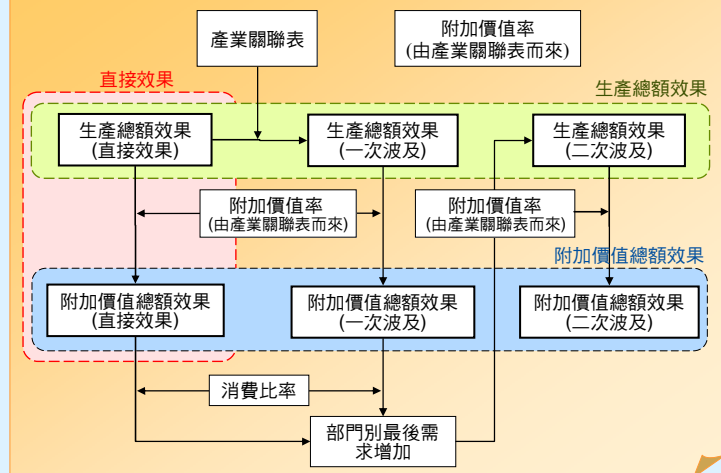 產業關聯表
附加價值率
(由產業關聯表而來)
直接效果
生產總額效果
生產總額效果
(直接效果)
生產總額效果
(一次波及)
生產總額效果
(二次波及)
附加價值率
(由產業關聯表而來)
附加價值率
(由產業關聯表而來)
附加價值總額效果
附加價值總額效果
(直接效果)
附加價值總額效果
(一次波及)
附加價值總額效果
(二次波及)
消費比率
部門別最後需
求增加